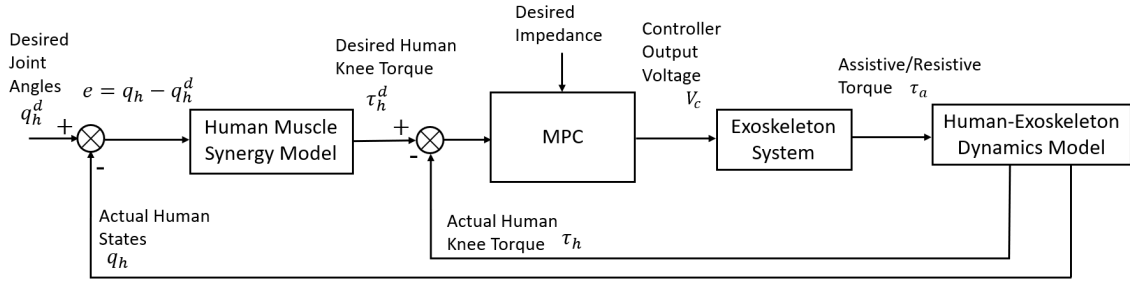 Desired
Joint
Angles
q_h^d
+
-
e = q_h − q_h^d
Human Muscle
Synergy Model
Desired Human
Knee Torque
τ_h^d
+
-
Desired
Impedance
MPC
Controller
Output
Voltage
V_c
Exoskeleton
System
Assistive/Resistive
Torque τ_a
Human-Exoskeleton
Dynamics Model
Actual Human
States
q_h
Actual Human
Knee Torque τ_h